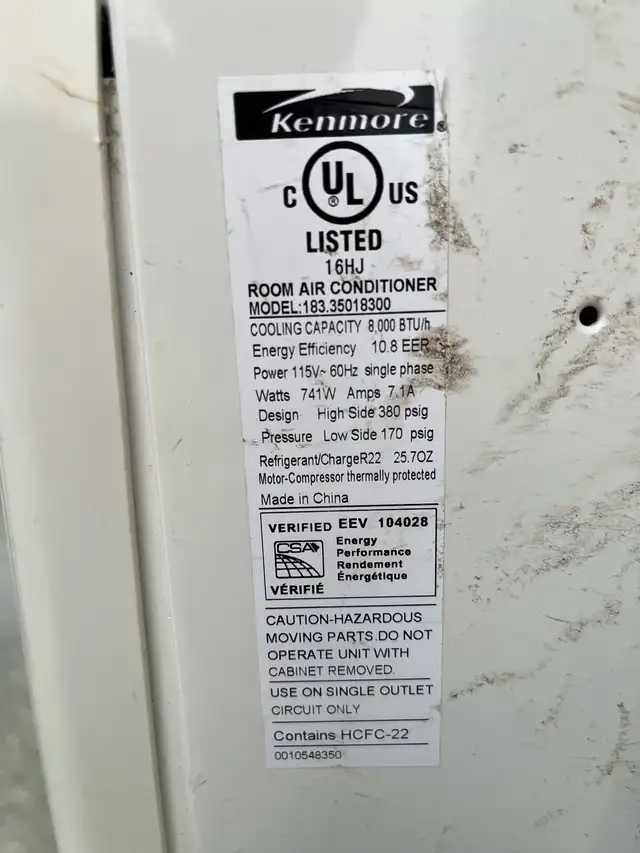 Kenmore®
C UL® US
LISTED
16HJ
ROOM AIR CONDITIONER
MODEL:183.35018300
COOLING CAPACITY 8,000 BTU/h
Energy Efficiency 10.8 EER
Power 115V~ 60Hz single phase
Watts 741W Amps 7.1A
Design High Side 380 psig
Pressure Low Side 170 psig
Refrigerant/ChargeR22 25.7OZ
Motor-Compressor thermally protected
Made in China
VERIFIED EEV 104028
CSA
Energy
Performance
Rendement
Énergétique
VÉRIFIÉ
CAUTION-HAZARDOUS
MOVING PARTS.DO NOT
OPERATE UNIT WITH
CABINET REMOVED.
USE ON SINGLE OUTLET
CIRCUIT ONLY
Contains HCFC-22
0010548350